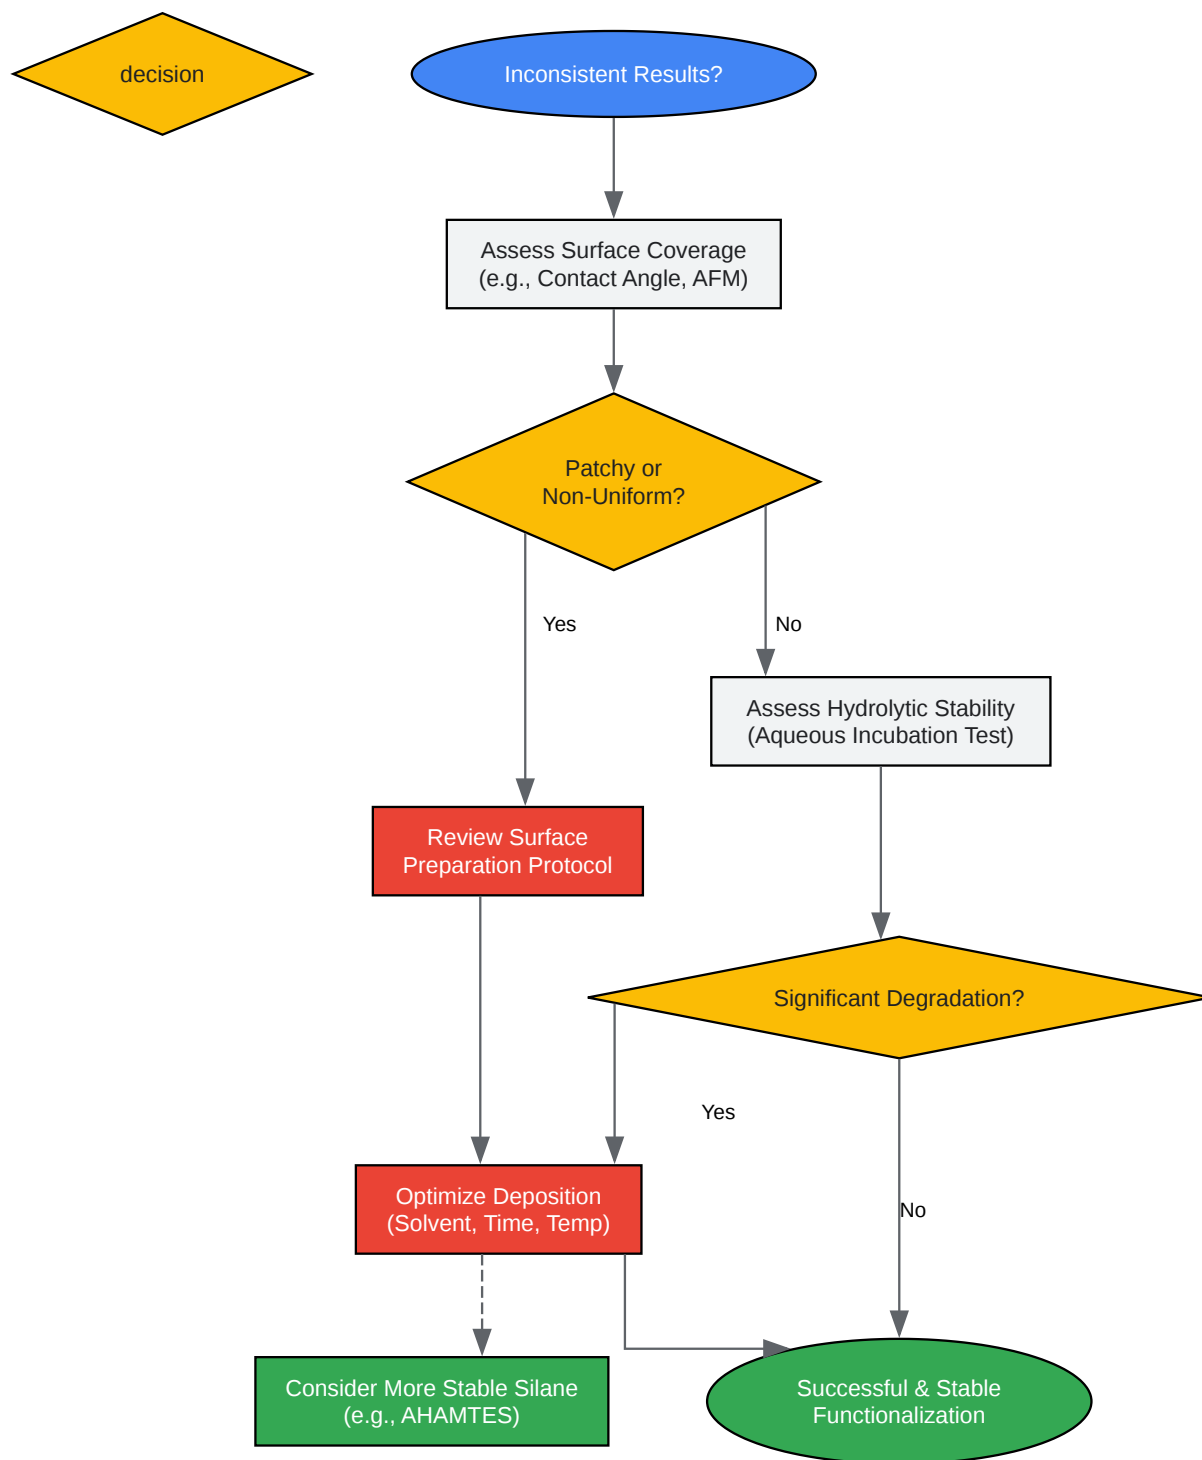 decision
Inconsistent Results?
Assess Surface Coverage
(e.g., Contact Angle, AFM)
Patchy or
Non-Uniform?
Yes
No
Assess Hydrolytic Stability
(Aqueous Incubation Test)
Review Surface
Preparation Protocol
Significant Degradation?
Yes
Optimize Deposition
(Solvent, Time, Temp)
No
Consider More Stable Silane
(e.g., AHAMTES)
Successful & Stable
Functionalization